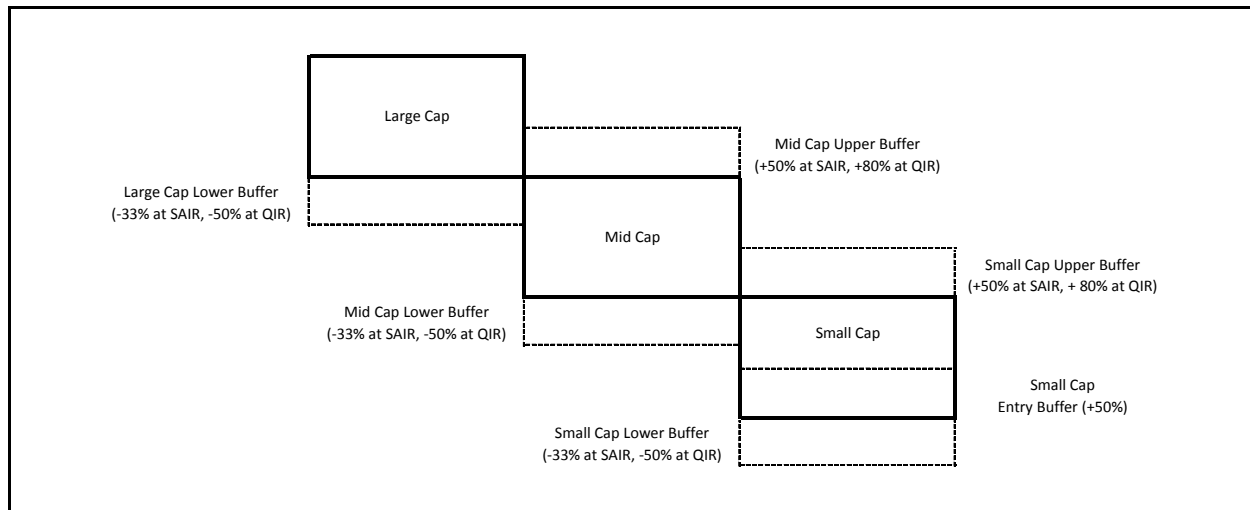 Large Cap
Mid Cap Upper Buffer
(+50% at SAIR, +80% at QIR)
Large Cap Lower Buffer
(-33% at SAIR, -50% at QIR)
Mid Cap
Small Cap Upper Buffer
(+50% at SAIR, + 80% at QIR)
Mid Cap Lower Buffer
(-33% at SAIR, -50% at QIR)
Small Cap
Small Cap
Entry Buffer (+50%)
Small Cap Lower Buffer
(-33% at SAIR, -50% at QIR)